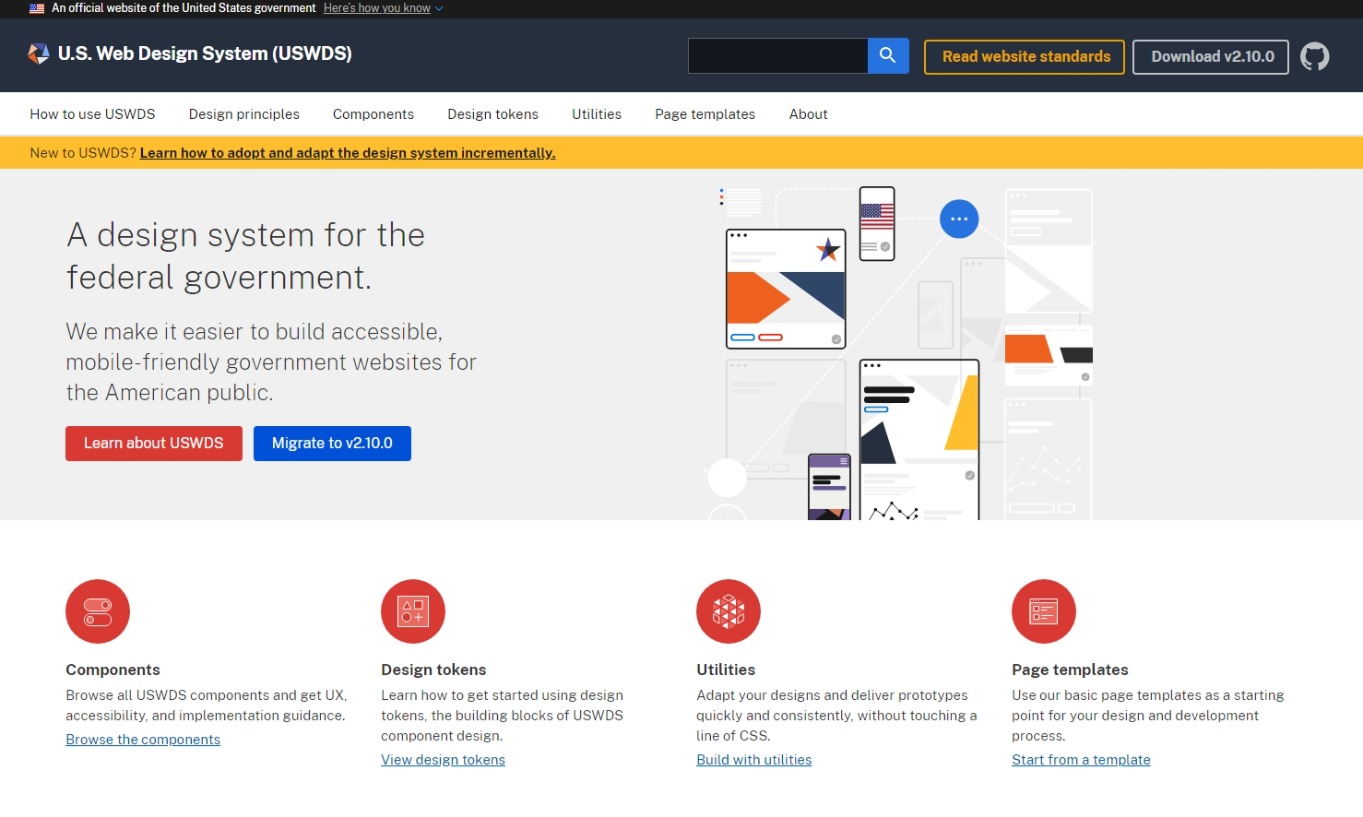 An official website of the United States government Here's how you know
U.S. Web Design System (USWDS)
Read website standards
Download v2.10.0
How to use USWDS Design principles Components Design tokens Utilities Page templates About
New to USWDS? Learn how to adopt and adapt the design system incrementally.
A design system for the
federal government.
We make it easier to build accessible,
mobile-friendly government websites for
the American public.
Learn about USWDS
Migrate to v2.10.0
Components
Browse all USWDS components and get UX,
accessibility, and implementation guidance.
Browse the components
Design tokens
Learn how to get started using design
tokens, the building blocks of USWDS
component design.
View design tokens
Utilities
Adapt your designs and deliver prototypes
quickly and consistently, without touching a
line of CSS.
Build with utilities
Page templates
Use our basic page templates as a starting
point for your design and development
process.
Start from a template